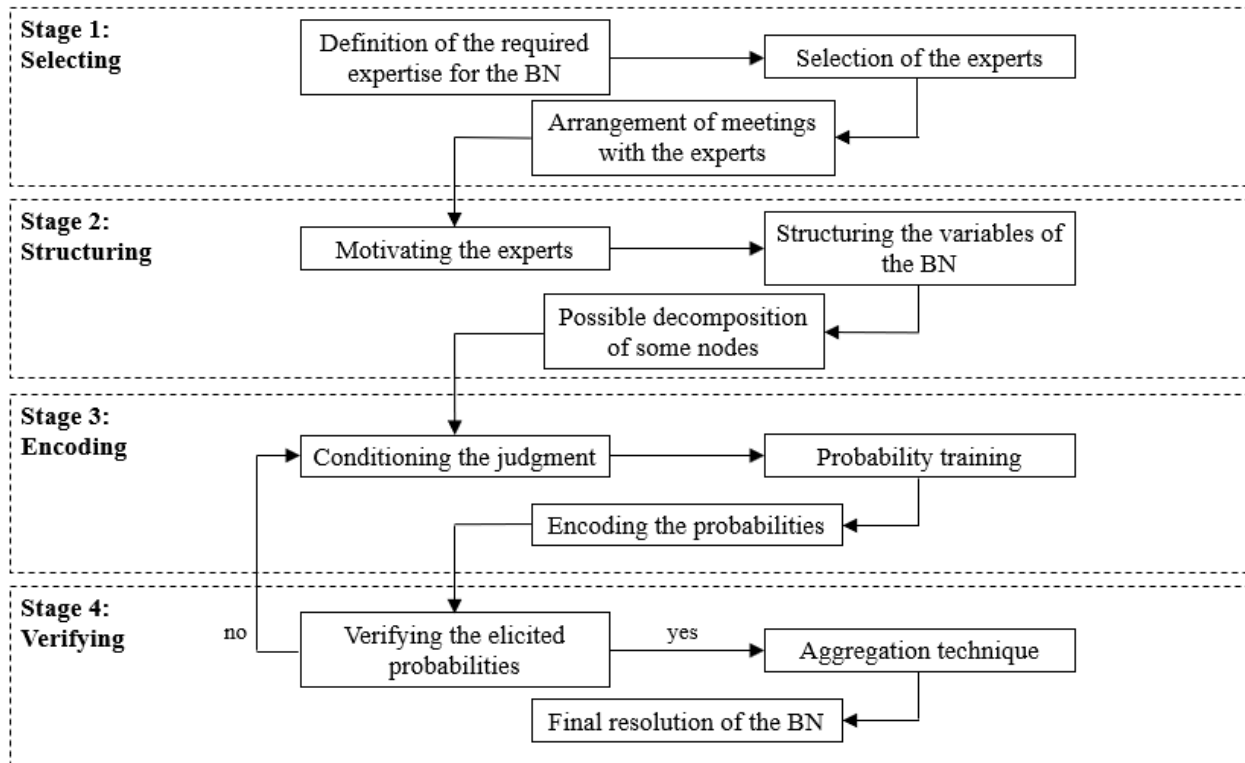 Stage 1:
Selecting
Definition of the required
expertise for the BN
Selection of the experts
Arrangement of meetings
with the experts
Stage 2:
Structuring
Motivating the experts
Structuring the variables of
the BN
Possible decomposition
of some nodes
Stage 3:
Encoding
Conditioning the judgment
Probability training
Encoding the probabilities
Stage 4:
Verifying
no
Verifying the elicited
probabilities
yes
Aggregation technique
Final resolution of the BN